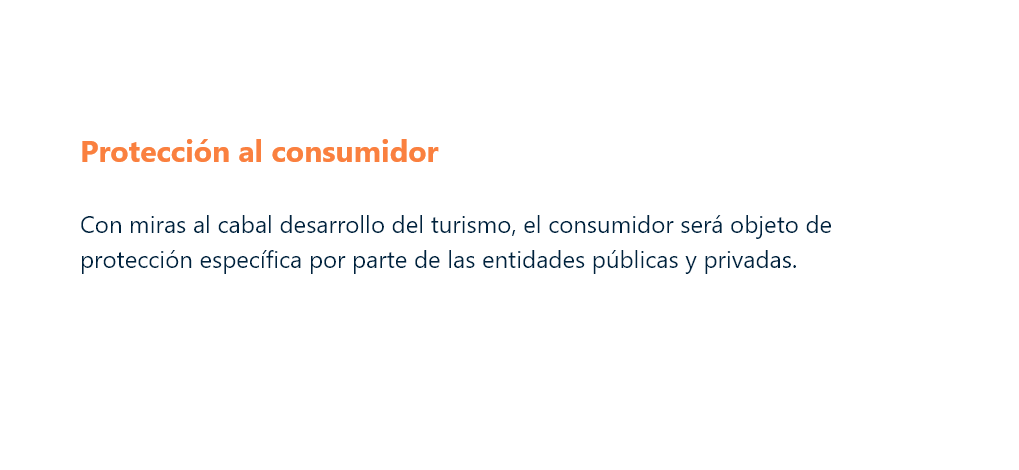 Protección al consumidor
Con miras al cabal desarrollo del turismo, el consumidor será objeto de
protección específica por parte de las entidades públicas y privadas.